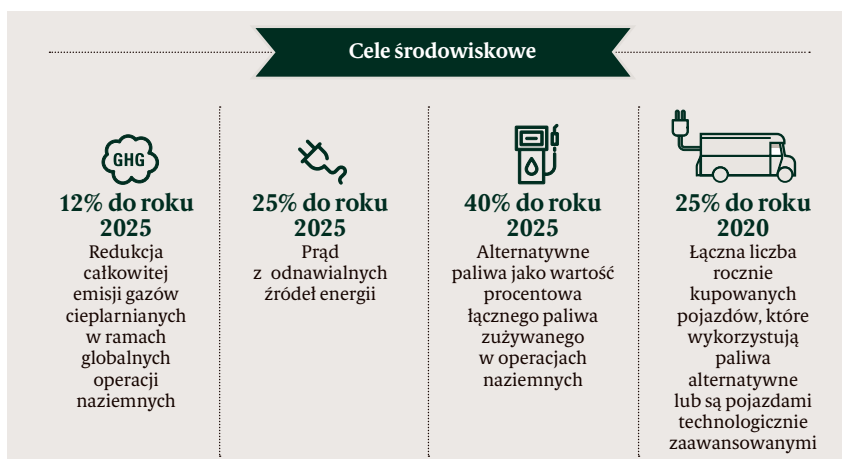 Cele środowiskowe
GHG
12% do roku
2025
Redukcja
całkowitej
emisji gazów
cieplarnianych
w ramach
globalnych
operacji
naziemnych
25% do roku
2025
Prąd
z odnawialnych
źródeł energii
40% do roku
2025
Alternatywne
paliwa jako wartość
procentowa
łącznego paliwa
zużywanego
w operacjach
naziemnych
25% do roku
2020
Łączna liczba
rocznie
kupowanych
pojazdów, które
wykorzystują
paliwa
alternatywne
lub są pojazdami
technologicznie
zaawansowanymi